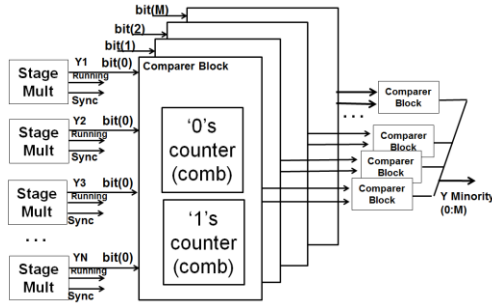 bit(M)
bit(2)
bit(1)
Stage
Mult
Y1
Running
Sync
bit(0)
Comparer Block
Stage
Mult
Y2
Running
Sync
bit(0)
Stage
Mult
Y3
Running
Sync
bit(0)
...
Stage
Mult
YN
Running
Sync
bit(0)
‘0’s
counter
(comb)
‘1’s
counter
(comb)
Comparer
Block
...
Comparer
Block
Comparer
Block
Comparer
Block
Y Minority
(0:M)